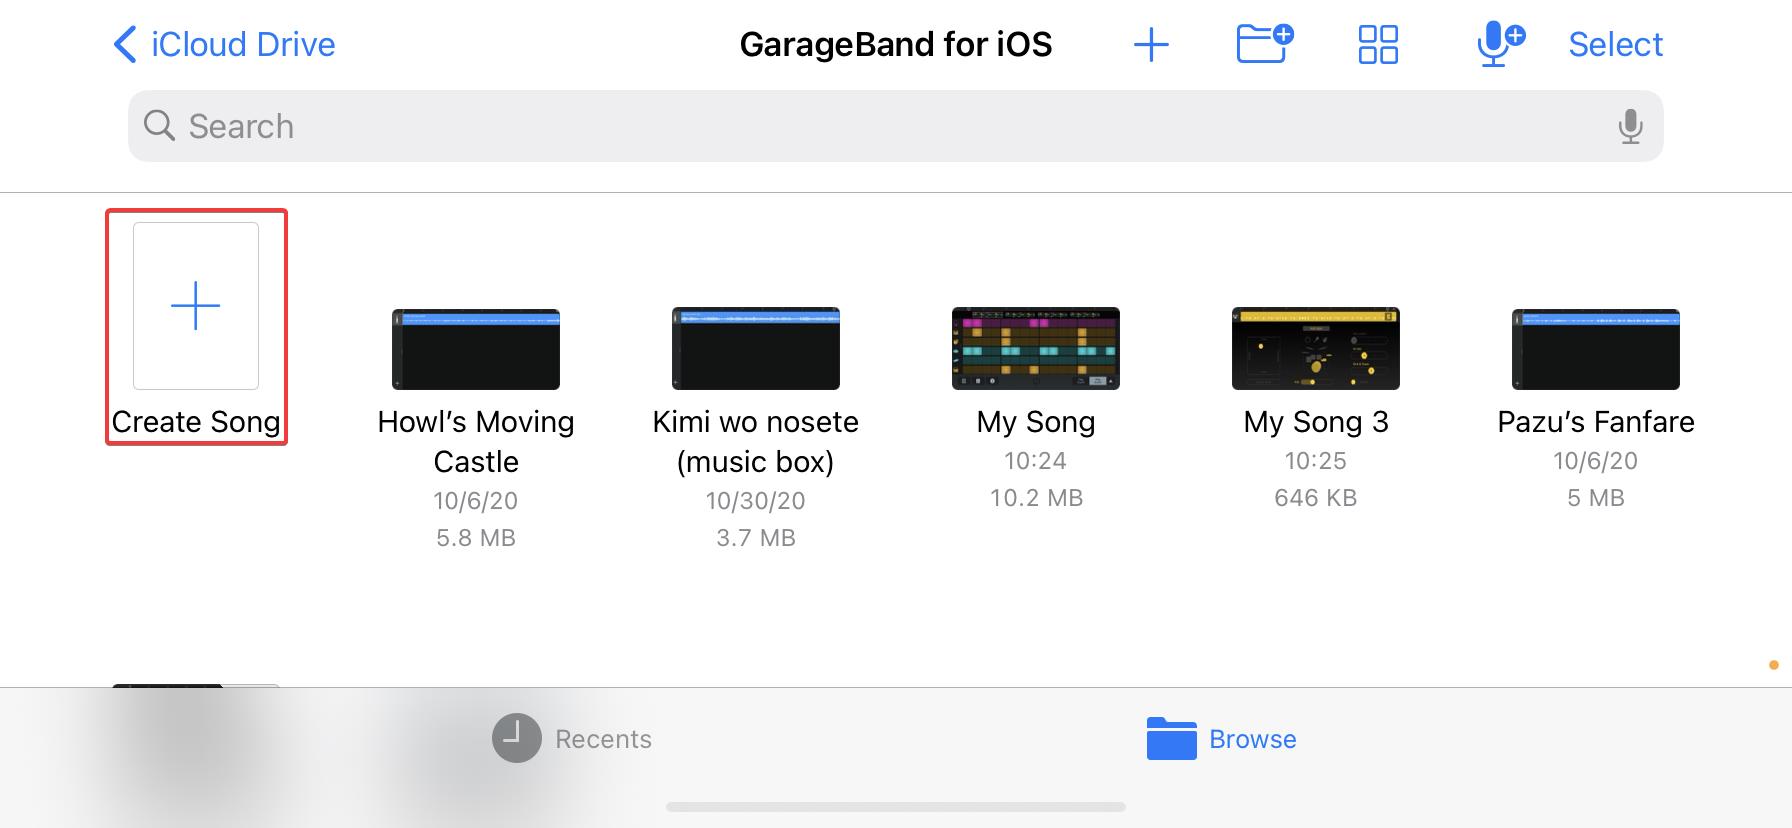 iCloud Drive
GarageBand for iOS
Select
Search
Create Song
Howl’s Moving
Castle
10/6/20
5.8 MB
Kimi wo nosete
(music box)
10/30/20
3.7 MB
My Song
10:24
10.2 MB
My Song 3
10:25
646 KB
Pazu’s Fanfare
10/6/20
5 MB
Recents
Browse